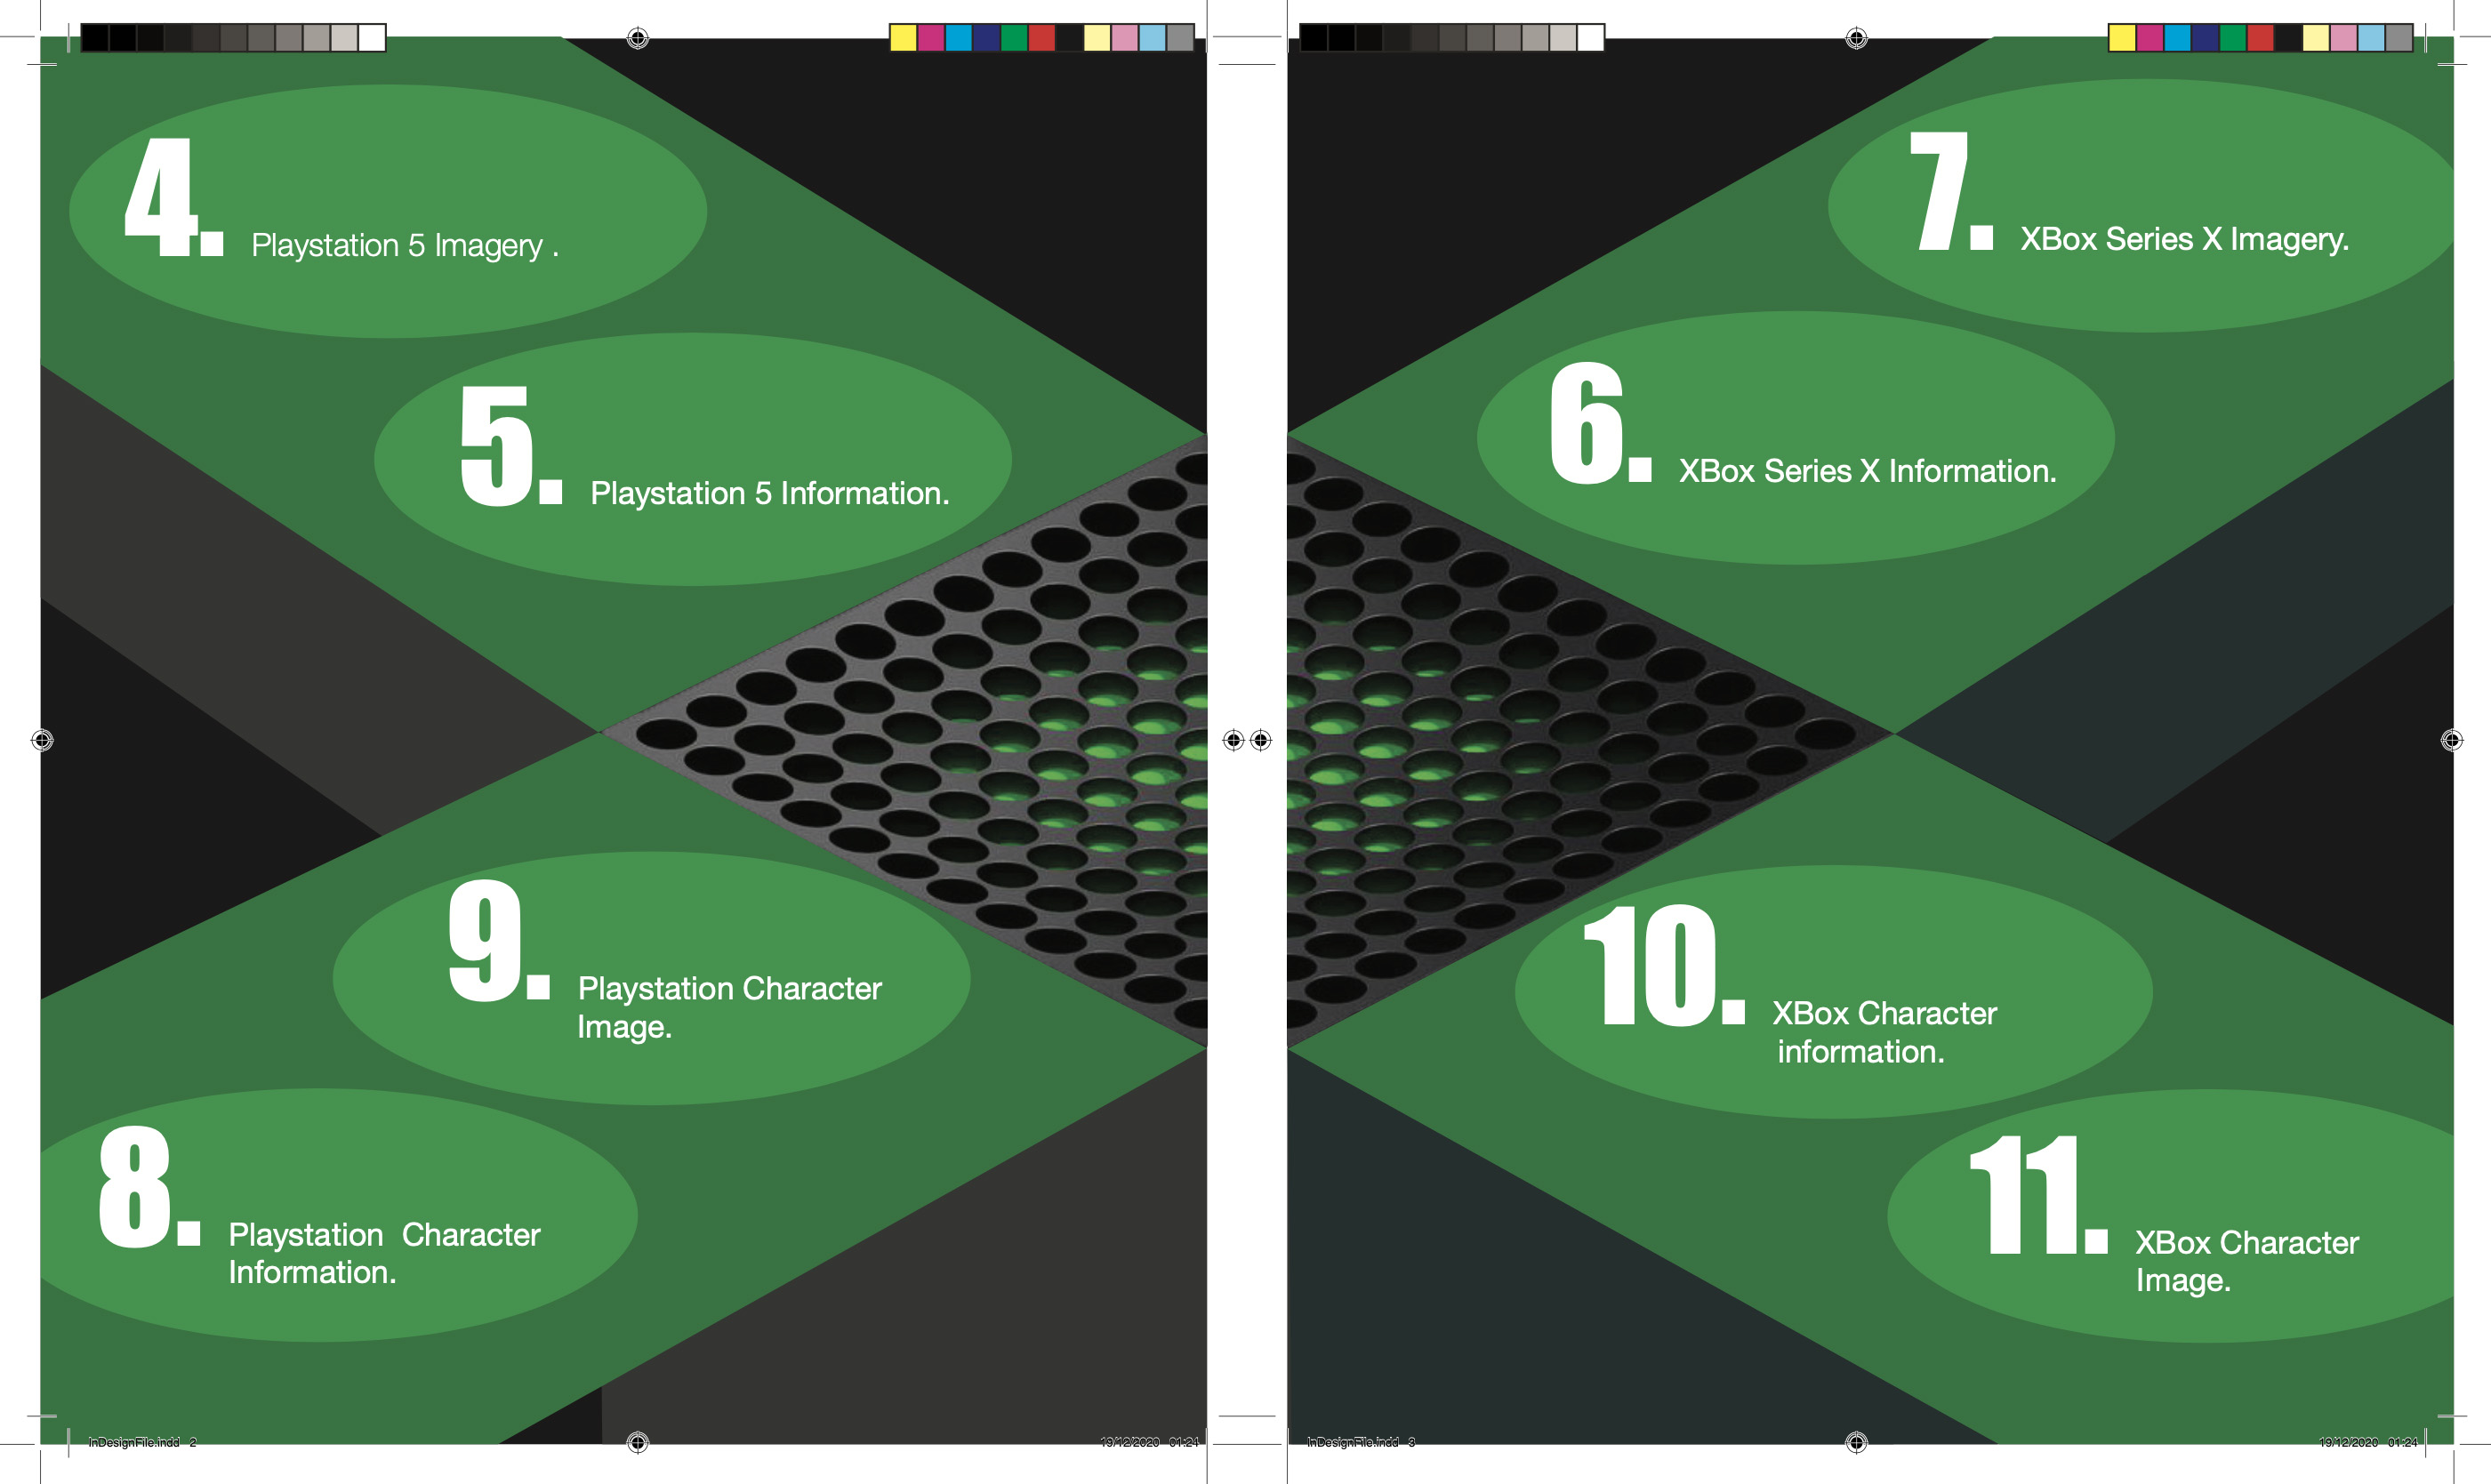 4. Playstation 5 Imagery .
5. Playstation 5 Information.
9. Playstation Character
Image.
8. Playstation  Character
Information.
InDesignFile.indd   2
19/12/2020   01:24
7. XBox Series X Imagery.
6. XBox Series X Information.
10. XBox Character
information.
11. XBox Character
Image.
InDesignFile.indd   3
19/12/2020   01:24